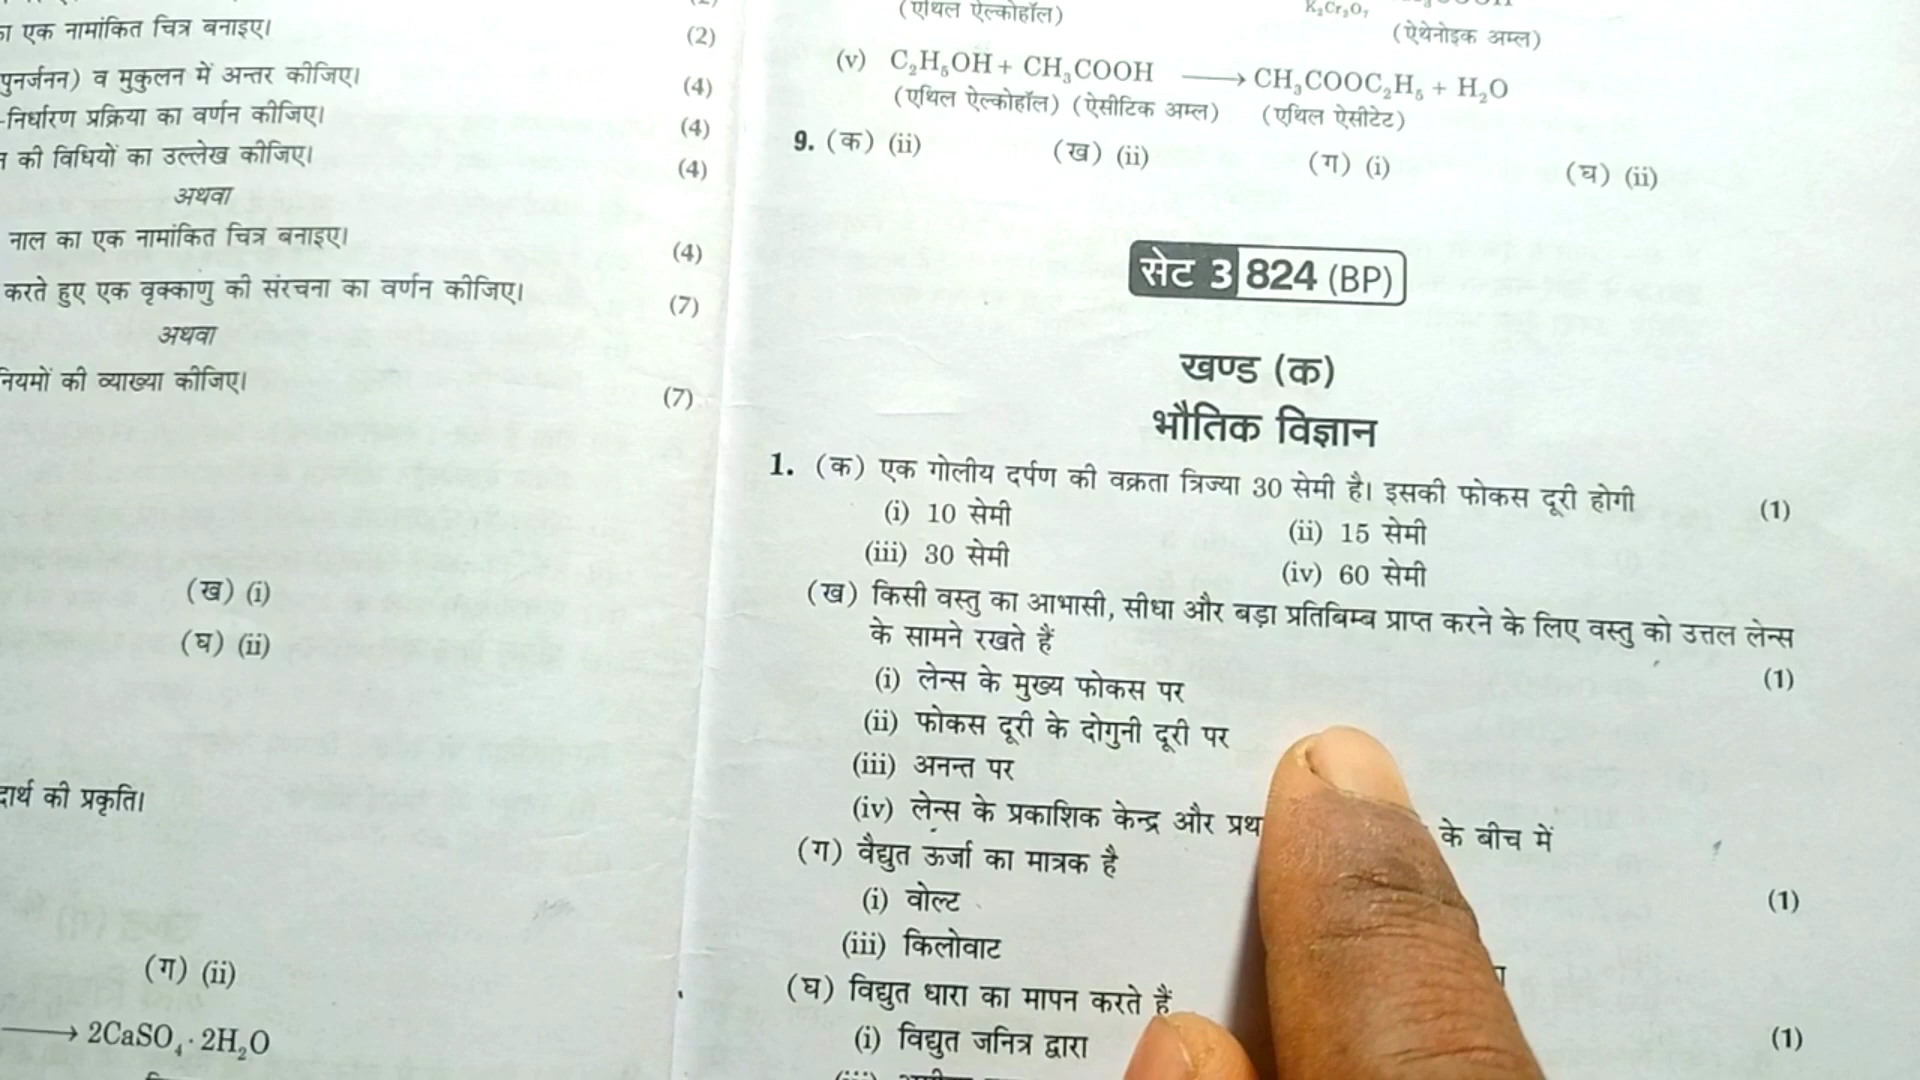 का एक नामांकित चित्र बनाइए। (2)
पुनर्जनन) व मुकुलन में अन्तर कीजिए। (4)
-निर्धारण प्रक्रिया का वर्णन कीजिए। (4)
की विधियों का उल्लेख कीजिए। (4)
अथवा
नाल का एक नामांकित चित्र बनाइए। (4)
करते हुए एक वृक्काणु की संरचना का वर्णन कीजिए। (7)
अथवा
नियमों की व्याख्या कीजिए। (7)
(ख) (i)
(घ) (ii)
की प्रकृति।
(ग) (ii)
⟶ 2CaSO₄·2H₂O
(एथिल ऐल्कोहॉल) K₂Cr₂O₇
(ऐथेनोइक अम्ल)
(v) C₂H₅OH + CH₃COOH ⟶ CH₃COOC₂H₅ + H₂O
(एथिल ऐल्कोहॉल) (ऐसीटिक अम्ल) (एथिल ऐसीटेट)
9. (क) (ii) (ख) (ii) (ग) (i) (घ) (ii)
सेट 3 824 (BP)
खण्ड (क)
भौतिक विज्ञान
1. (क) एक गोलीय दर्पण की वक्रता त्रिज्या 30 सेमी है। इसकी फोकस दूरी होगी (1)
(i) 10 सेमी (ii) 15 सेमी
(iii) 30 सेमी (iv) 60 सेमी
(ख) किसी वस्तु का आभासी, सीधा और बड़ा प्रतिबिम्ब प्राप्त करने के लिए वस्तु को उत्तल लेन्स
के सामने रखते हैं (1)
(i) लेन्स के मुख्य फोकस पर
(ii) फोकस दूरी के दोगुनी दूरी पर
(iii) अनन्त पर
(iv) लेन्स के प्रकाशिक केन्द्र और के बीच में
(ग) वैद्युत ऊर्जा का मात्रक है (1)
(i) वोल्ट
(iii) किलोवाट
(घ) विद्युत धारा का मापन करते हैं (1)
(i) विद्युत जनित्र द्वारा